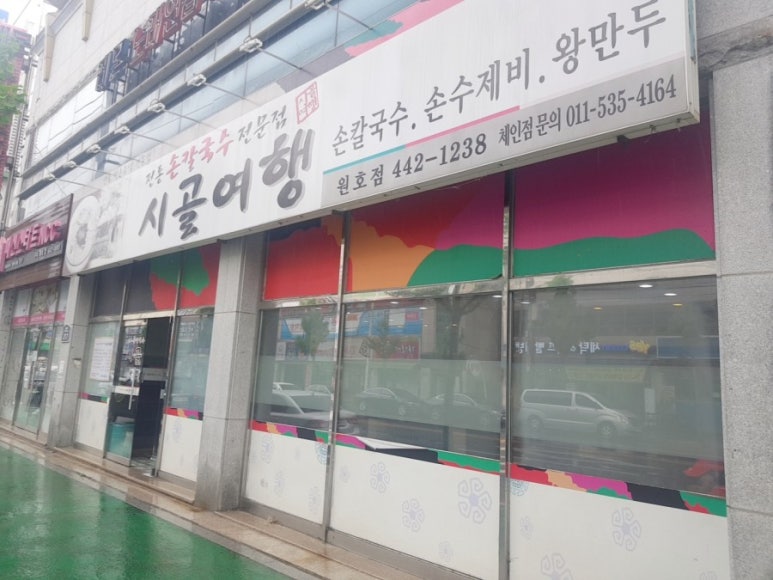 전통 손칼국수 전문점
시골여행
손칼국수. 손수제비. 왕만두
원호점 442-1238 체인점 문의 011-535-4164